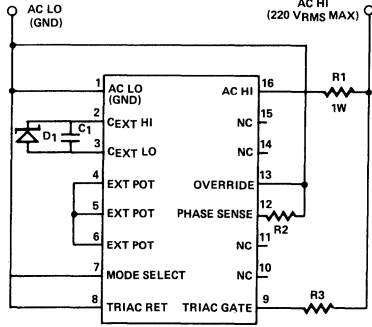 AC LO
(GND)
AC HI
(220 VRMS MAX)
1
AC LO
(GND)
2
CEXT HI
D1
C1
3
CEXT LO
4
EXT POT
5
EXT POT
6
EXT POT
7
MODE SELECT
8
TRIAC RET
16
AC HI
R1
1W
15
NC
14
NC
13
OVERRIDE
12
PHASE SENSE
R2
11
NC
10
NC
9
TRIAC GATE
R3